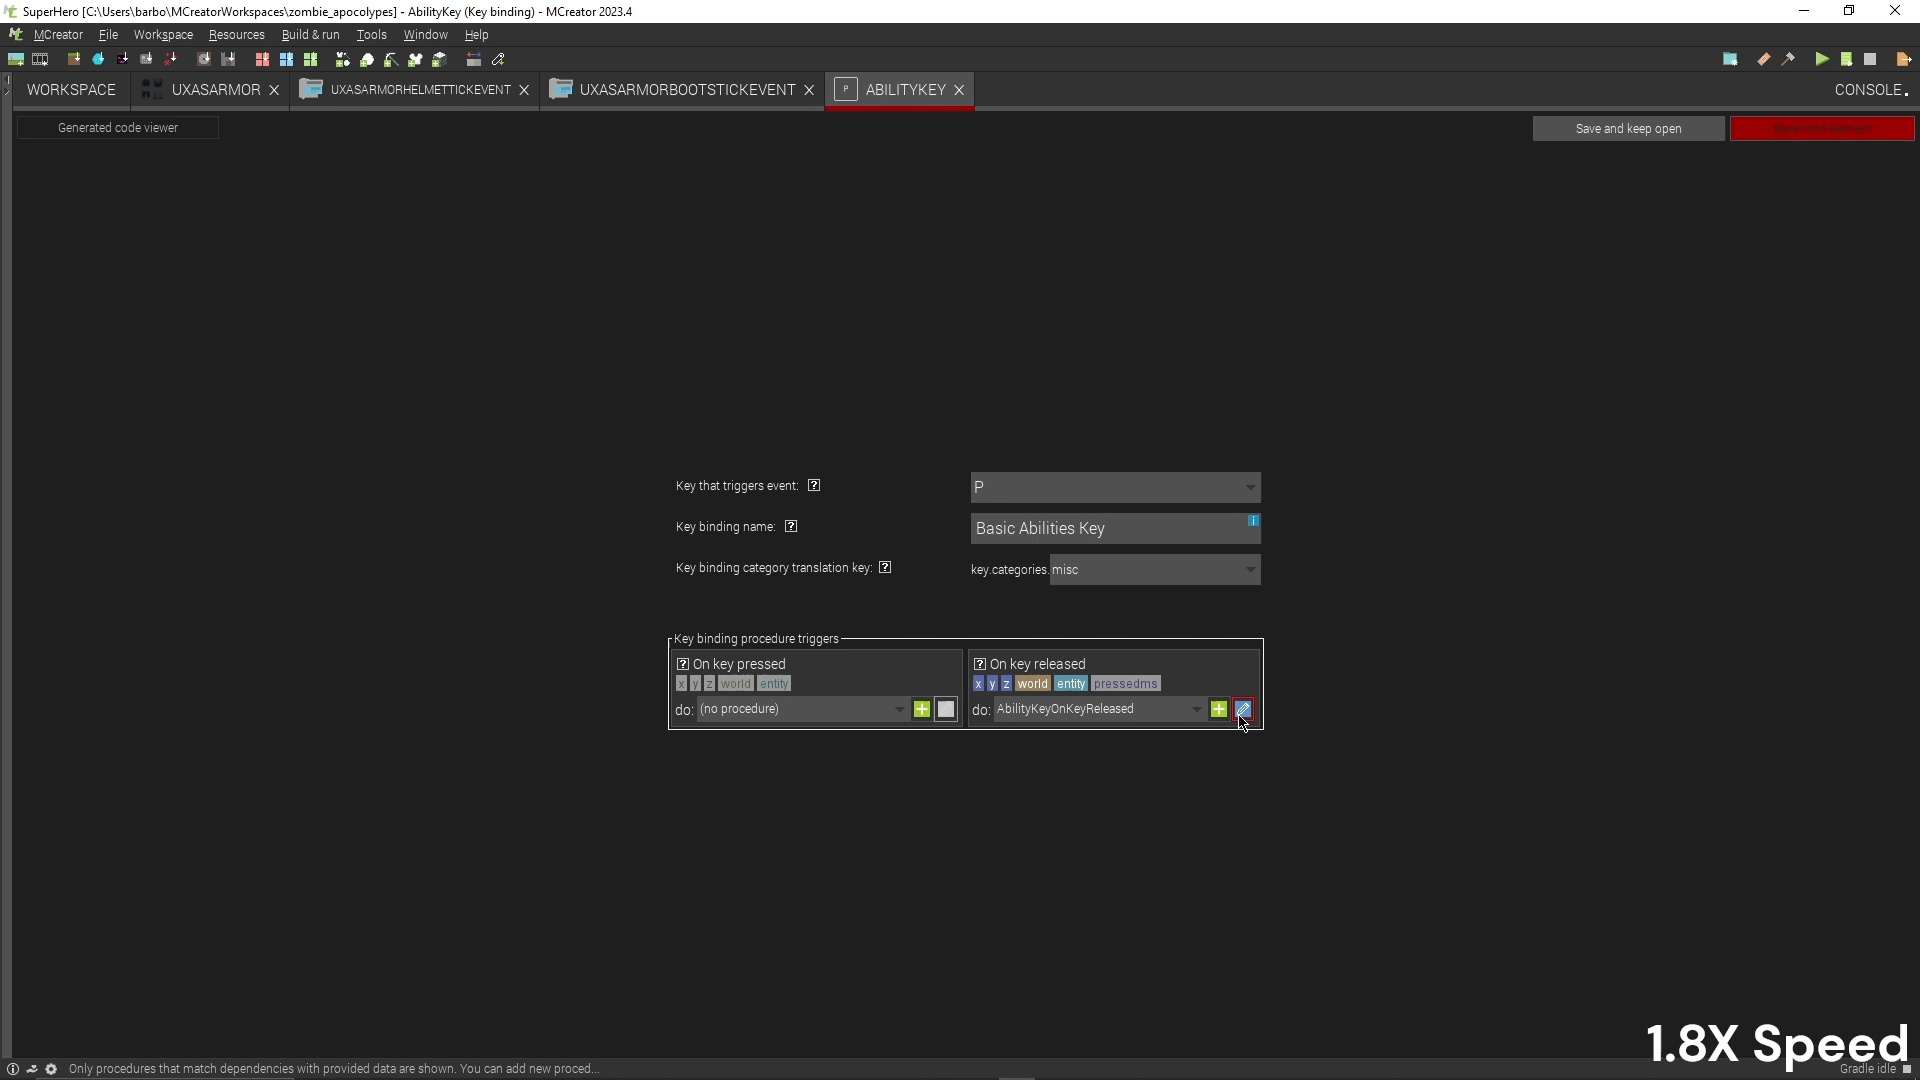 SuperHero [C:\Users\barbo\MCreatorWorkspaces\zombie_apocolypes] - AbilityKey (Key binding) - MCreator 2023.4
MCreator File Workspace Resources Build & run Tools Window Help
WORKSPACE UXASARMOR UXASARMORHELMETTICKEVENT UXASARMORBOOTSTICKEVENT P ABILITYKEY CONSOLE
Generated code viewer Save and keep open Save mod element
Key that triggers event: ? P
Key binding name: ? Basic Abilities Key i
Key binding category translation key: ? key.categories. misc
Key binding procedure triggers
? On key pressed ? On key released
x y z world entity x y z world entity pressedms
do: (no procedure) do: AbilityKeyOnKeyReleased
1.8X Speed
Only procedures that match dependencies with provided data are shown. You can add new proced... Gradle idle